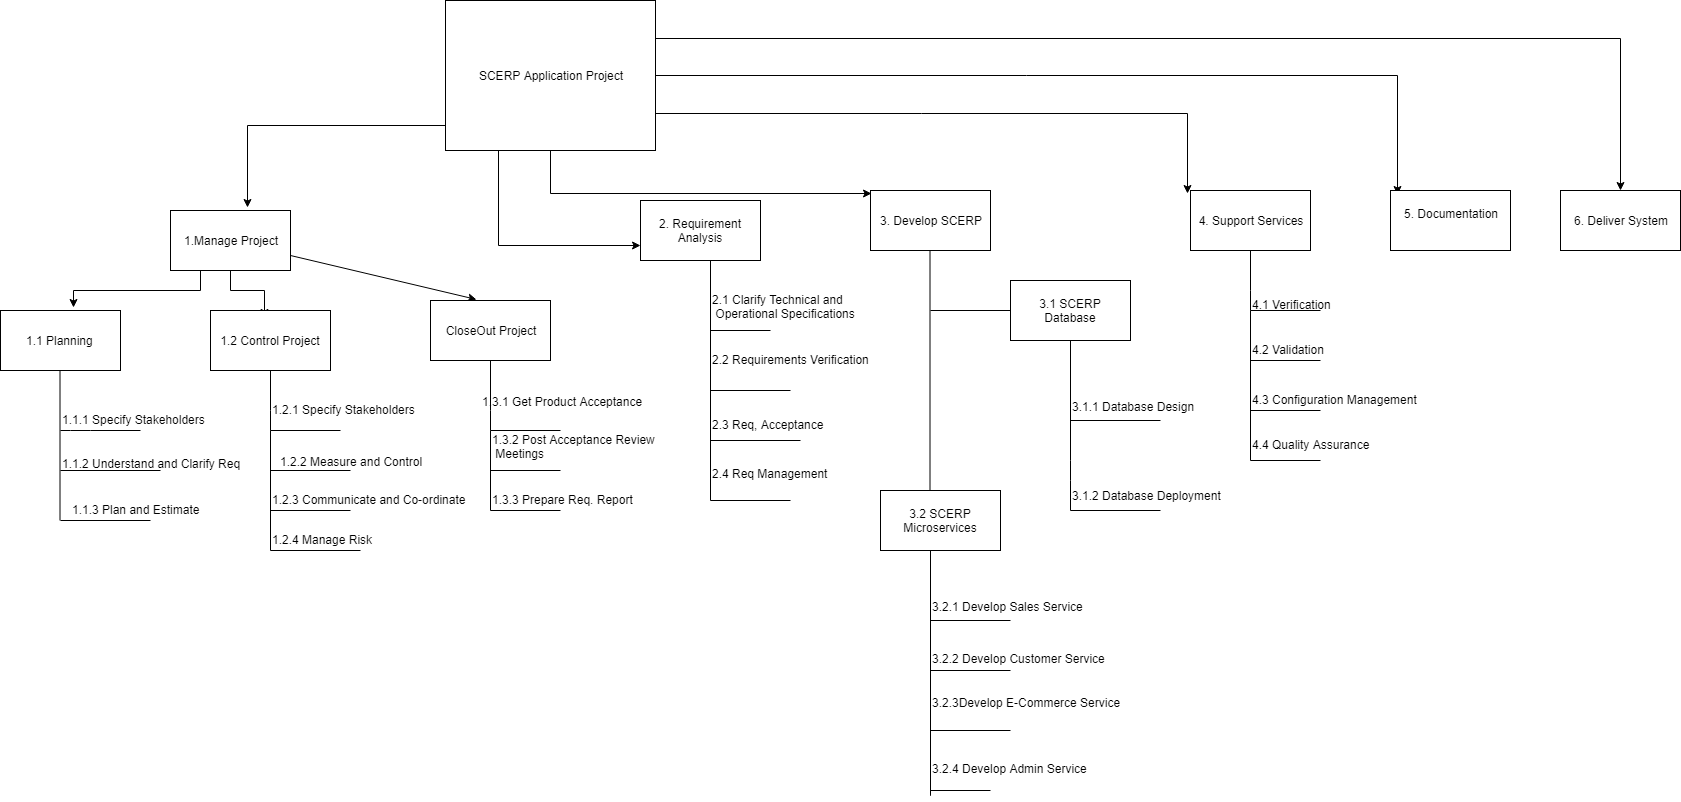 SCERP Application Project
1.Manage Project
2. Requirement
Analysis
3. Develop SCERP
4. Support Services
5. Documentation
6. Deliver System
1.1 Planning
1.1.1 Specify Stakeholders
1.1.2 Understand and Clarify Req
1.1.3 Plan and Estimate
1.2 Control Project
1.2.1 Specify Stakeholders
1.2.2 Measure and Control
1.2.3 Communicate and Co-ordinate
1.2.4 Manage Risk
CloseOut Project
1.3.1 Get Product Acceptance
1.3.2 Post Acceptance Review
Meetings
1.3.3 Prepare Req. Report
2.1 Clarify Technical and
Operational Specifications
2.2 Requirements Verification
2.3 Req, Acceptance
2.4 Req Management
3.1 SCERP
Database
3.1.1 Database Design
3.1.2 Database Deployment
3.2 SCERP
Microservices
3.2.1 Develop Sales Service
3.2.2 Develop Customer Service
3.2.3Develop E-Commerce Service
3.2.4 Develop Admin Service
4.1 Verification
4.2 Validation
4.3 Configuration Management
4.4 Quality Assurance